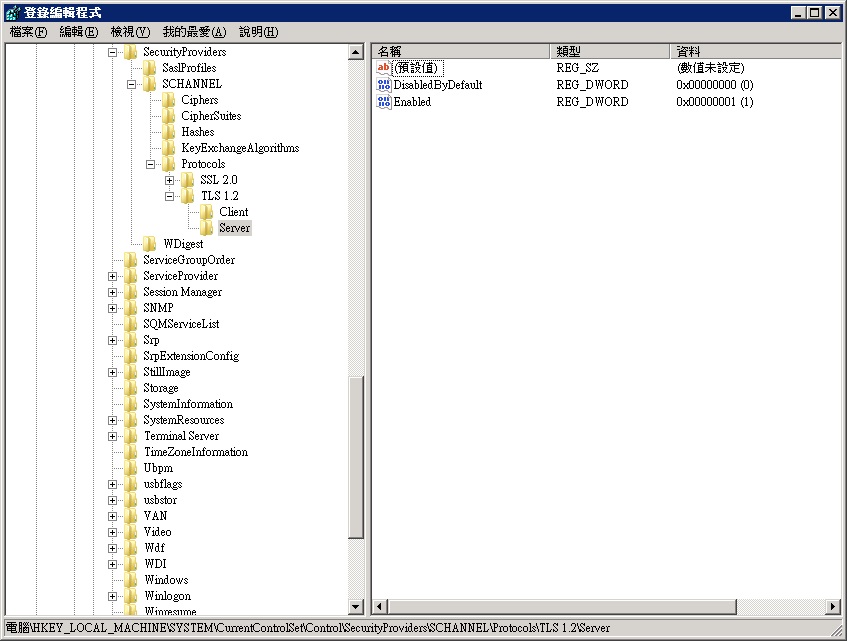 登錄編輯程式
檔案(F) 編輯(E) 檢視(V) 我的最愛(A) 說明(H)
SecurityProviders
SaslProfiles
SCHANNEL
Ciphers
CipherSuites
Hashes
KeyExchangeAlgorithms
Protocols
SSL 2.0
TLS 1.2
Client
Server
WDigest
ServiceGroupOrder
ServiceProvider
Session Manager
SNMP
SQMServiceList
Srp
SrpExtensionConfig
StillImage
Storage
SystemInformation
SystemResources
Terminal Server
TimeZoneInformation
Ubpm
usbflags
usbstor
VAN
Video
Wdf
WDI
Windows
Winlogon
Winresume
名稱 類型 資料
ab (預設值) REG_SZ (數值未設定)
DisabledByDefault REG_DWORD 0x00000000 (0)
Enabled REG_DWORD 0x00000001 (1)
電腦\HKEY_LOCAL_MACHINE\SYSTEM\CurrentControlSet\Control\SecurityProviders\SCHANNEL\Protocols\TLS 1.2\Server